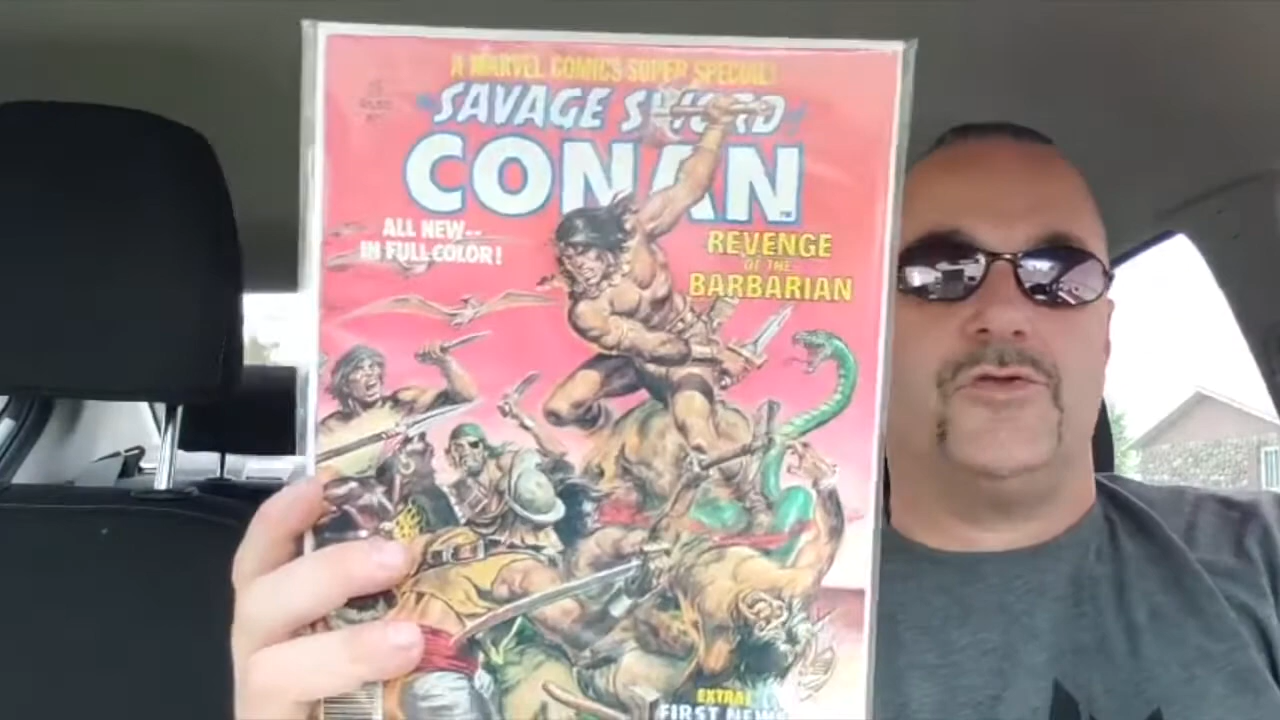 A MARVEL COMICS SUPER SPECIAL!
SAVAGE SWORD
CONAN
TM
ALL NEW--
IN FULL COLOR!
REVENGE
OF THE
BARBARIAN
EXTRA!
FIRST NEWS